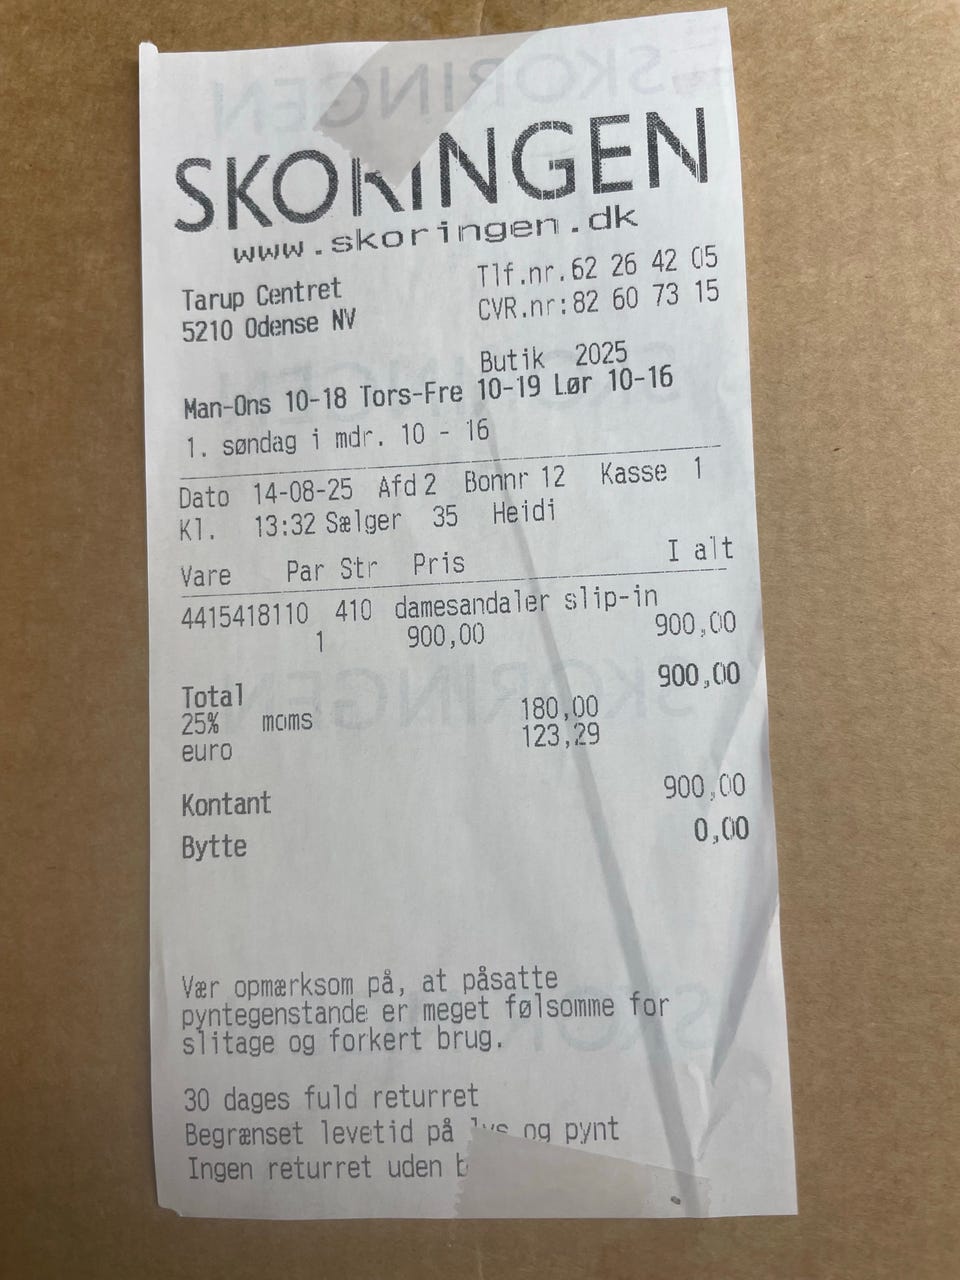 SKORINGEN
www.skoringen.dk
Tarup Centret Tlf.nr.62 26 42 05
5210 Odense NV CVR.nr:82 60 73 15
Butik 2025
Man-Ons 10-18 Tors-Fre 10-19 Lør 10-16
1. søndag i mdr. 10 - 16
Dato 14-08-25 Afd 2 Bonnr 12 Kasse 1
Kl. 13:32 Sælger 35 Heidi
Vare Par Str Pris I alt
4415418110 410 damesandaler slip-in
1 900,00 900,00
Total 900,00
25% moms 180,00
euro 123,29
Kontant 900,00
Bytte 0,00
Vær opmærksom på, at påsatte
pyntegenstande er meget følsomme for
slitage og forkert brug.
30 dages fuld returret
Begrænset levetid på lys og pynt
Ingen returret uden